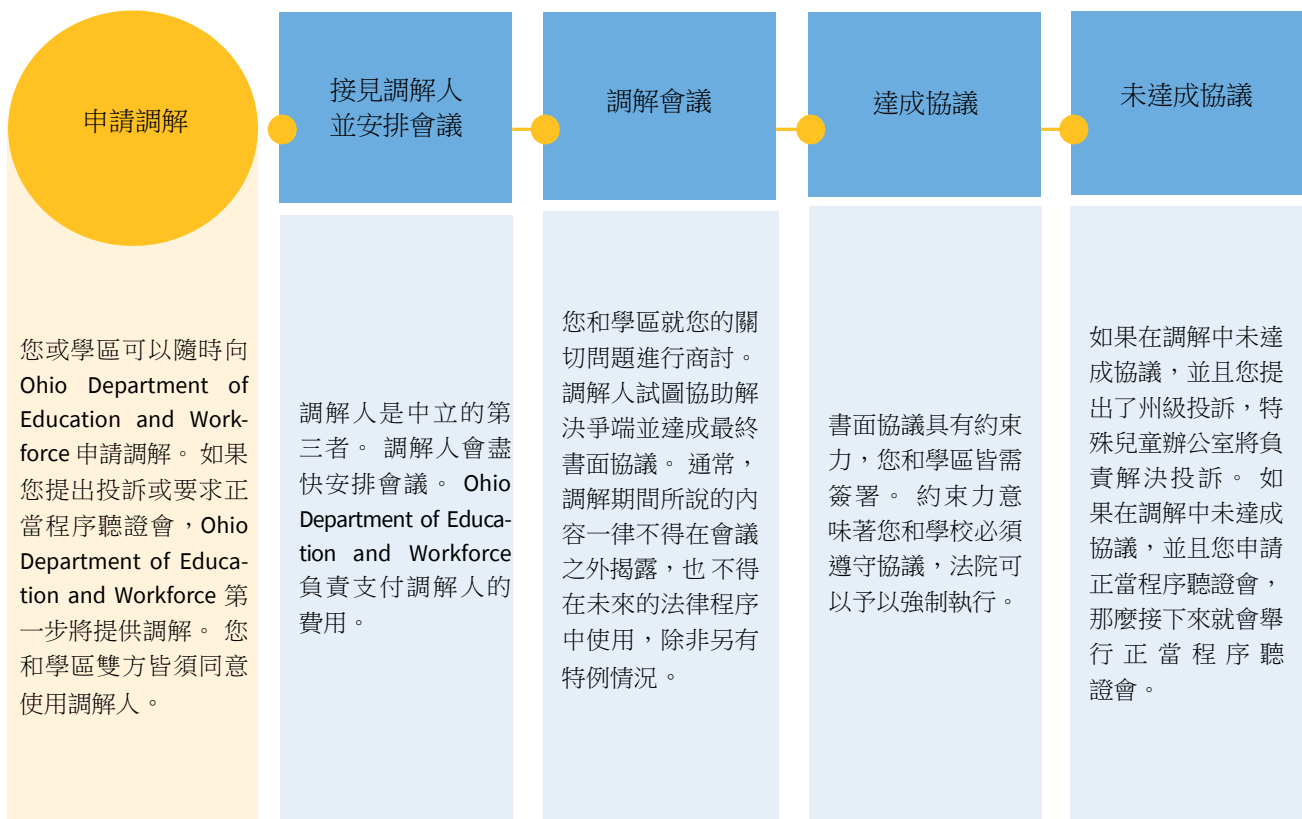 申請調解
您或學區可以隨時向
Ohio Department of
Education and Work-
force 申請調解。 如果
您提出投訴或要求正
當程序聽證會，Ohio
Department of Educa-
tion and Workforce 第
一步將提供調解。 您
和學區雙方皆須同意
使用調解人。
接見調解人
並安排會議
調解人是中立的第
三者。 調解人會盡
快安排會議。 Ohio
Department of Educa-
tion and Workforce
負責支付調解人的
費用。
調解會議
您和學區就您的關
切問題進行商討。
調解人試圖協助解
決爭端並達成最終
書面協議。 通常，
調解期間所說的內
容一律不得在會議
之外揭露，也 不得
在未來的法律程序
中使用，除非另有
特例情況。
達成協議
書面協議具有約束
力，您和學區皆需
簽署。 約束力意
味著您和學校必須
遵守協議，法院可
以予以強制執行。
未達成協議
如果在調解中未達
成協議，並且您提
出了州級投訴，特
殊兒童辦公室將負
責解決投訴。 如
果在調解中未達成
協議，並且您申請
正當程序聽證會，
那麼接下來就會舉
行正當程序聽
證會。